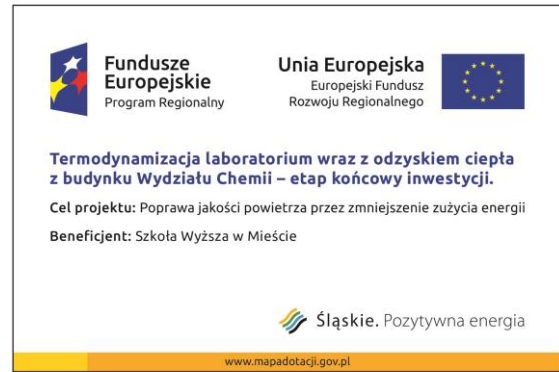 Fundusze
Europejskie
Program Regionalny
Unia Europejska
Europejski Fundusz
Rozwoju Regionalnego
Termodynamizacja laboratorium wraz z odzyskiem ciepła
z budynku Wydziału Chemii – etap końcowy inwestycji.
Cel projektu: Poprawa jakości powietrza przez zmniejszenie zużycia energii
Beneficjent: Szkoła Wyższa w Mieście
Śląskie. Pozytywna energia
www.mapadotacji.gov.pl